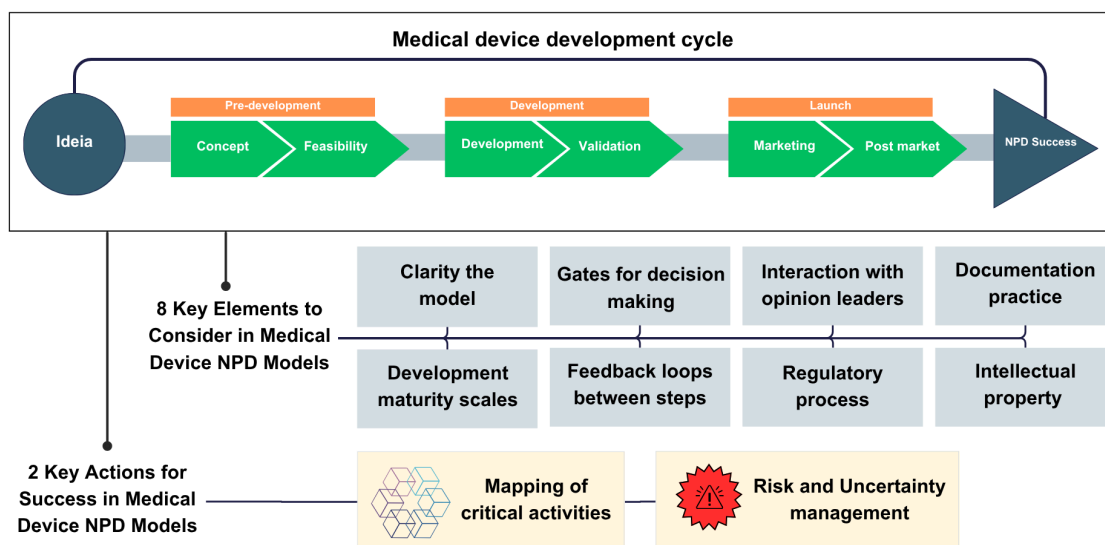 Medical device development cycle
Pre-development
Development
Launch
Ideia
Concept
Feasibility
Development
Validation
Marketing
Post market
NPD Success
8 Key Elements to
Consider in Medical
Device NPD Models
Clarity the
model
Gates for decision
making
Interaction with
opinion leaders
Documentation
practice
Development
maturity scales
Feedback loops
between steps
Regulatory
process
Intellectual
property
2 Key Actions for
Success in Medical
Device NPD Models
Mapping of
critical activities
Risk and Uncertainty
management